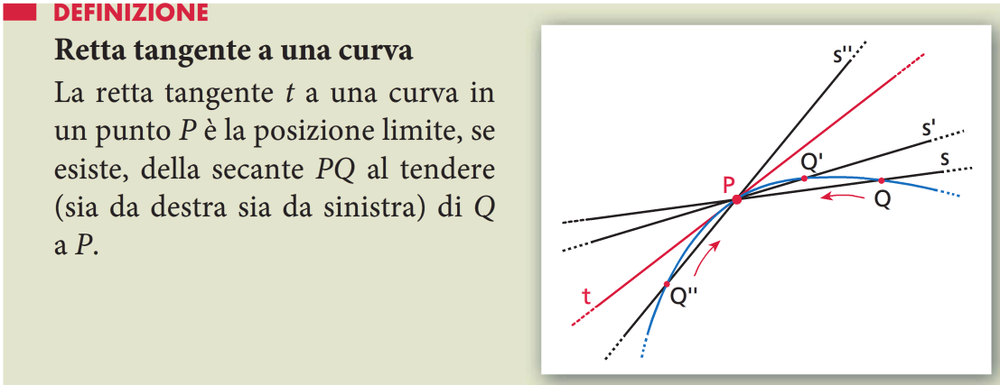 DEFINIZIONE
Retta tangente a una curva
La retta tangente t a una curva in
un punto P è la posizione limite, se
esiste, della secante PQ al tendere
(sia da destra sia da sinistra) di Q
a P.
s''
s'
s
Q'
P
Q
t
Q''